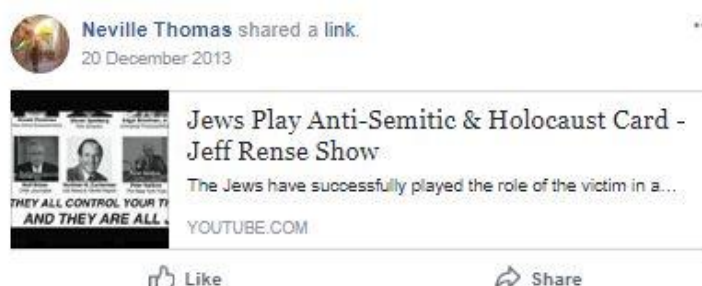 Neville Thomas shared a link.
20 December 2013
THEY ALL CONTROL YOUR
AND THEY ARE ALL
Jews Play Anti-Semitic & Holocaust Card -
Jeff Rense Show
The Jews have successfully played the role of the victim in a...
YOUTUBE.COM
Like
Share